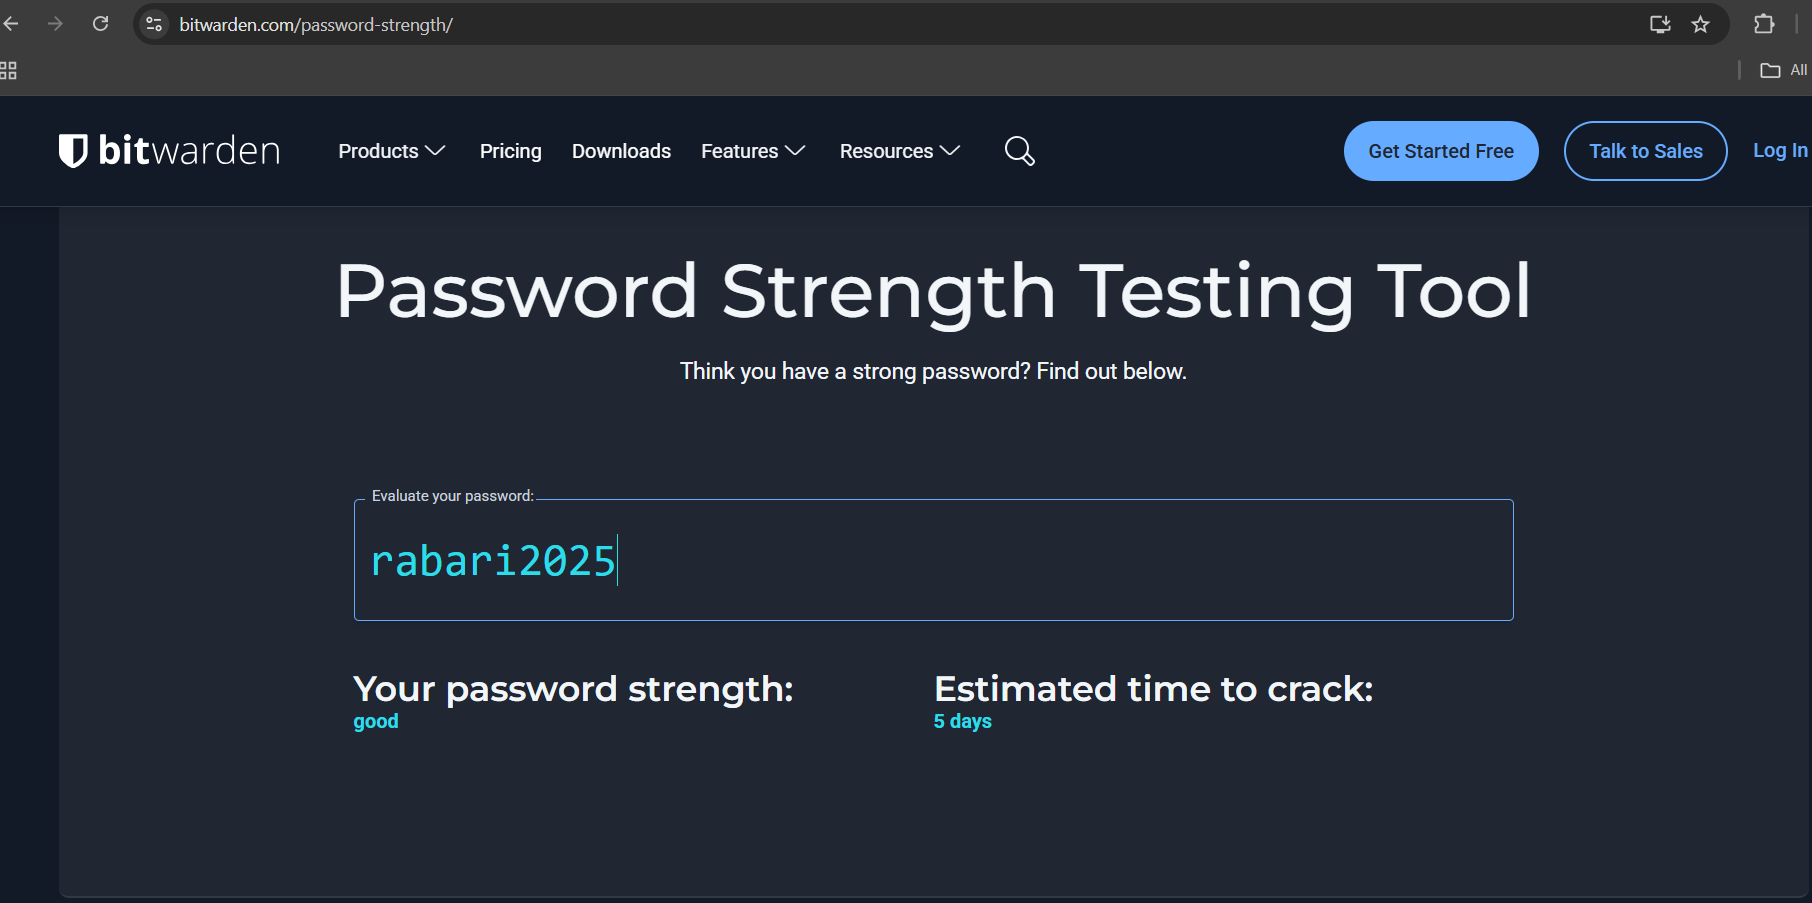 bitwarden.com/password-strength/
All
bitwarden Products Pricing Downloads Features Resources Get Started Free Talk to Sales Log In
Password Strength Testing Tool
Think you have a strong password? Find out below.
Evaluate your password:
rabari2025
Your password strength: Estimated time to crack:
good 5 days